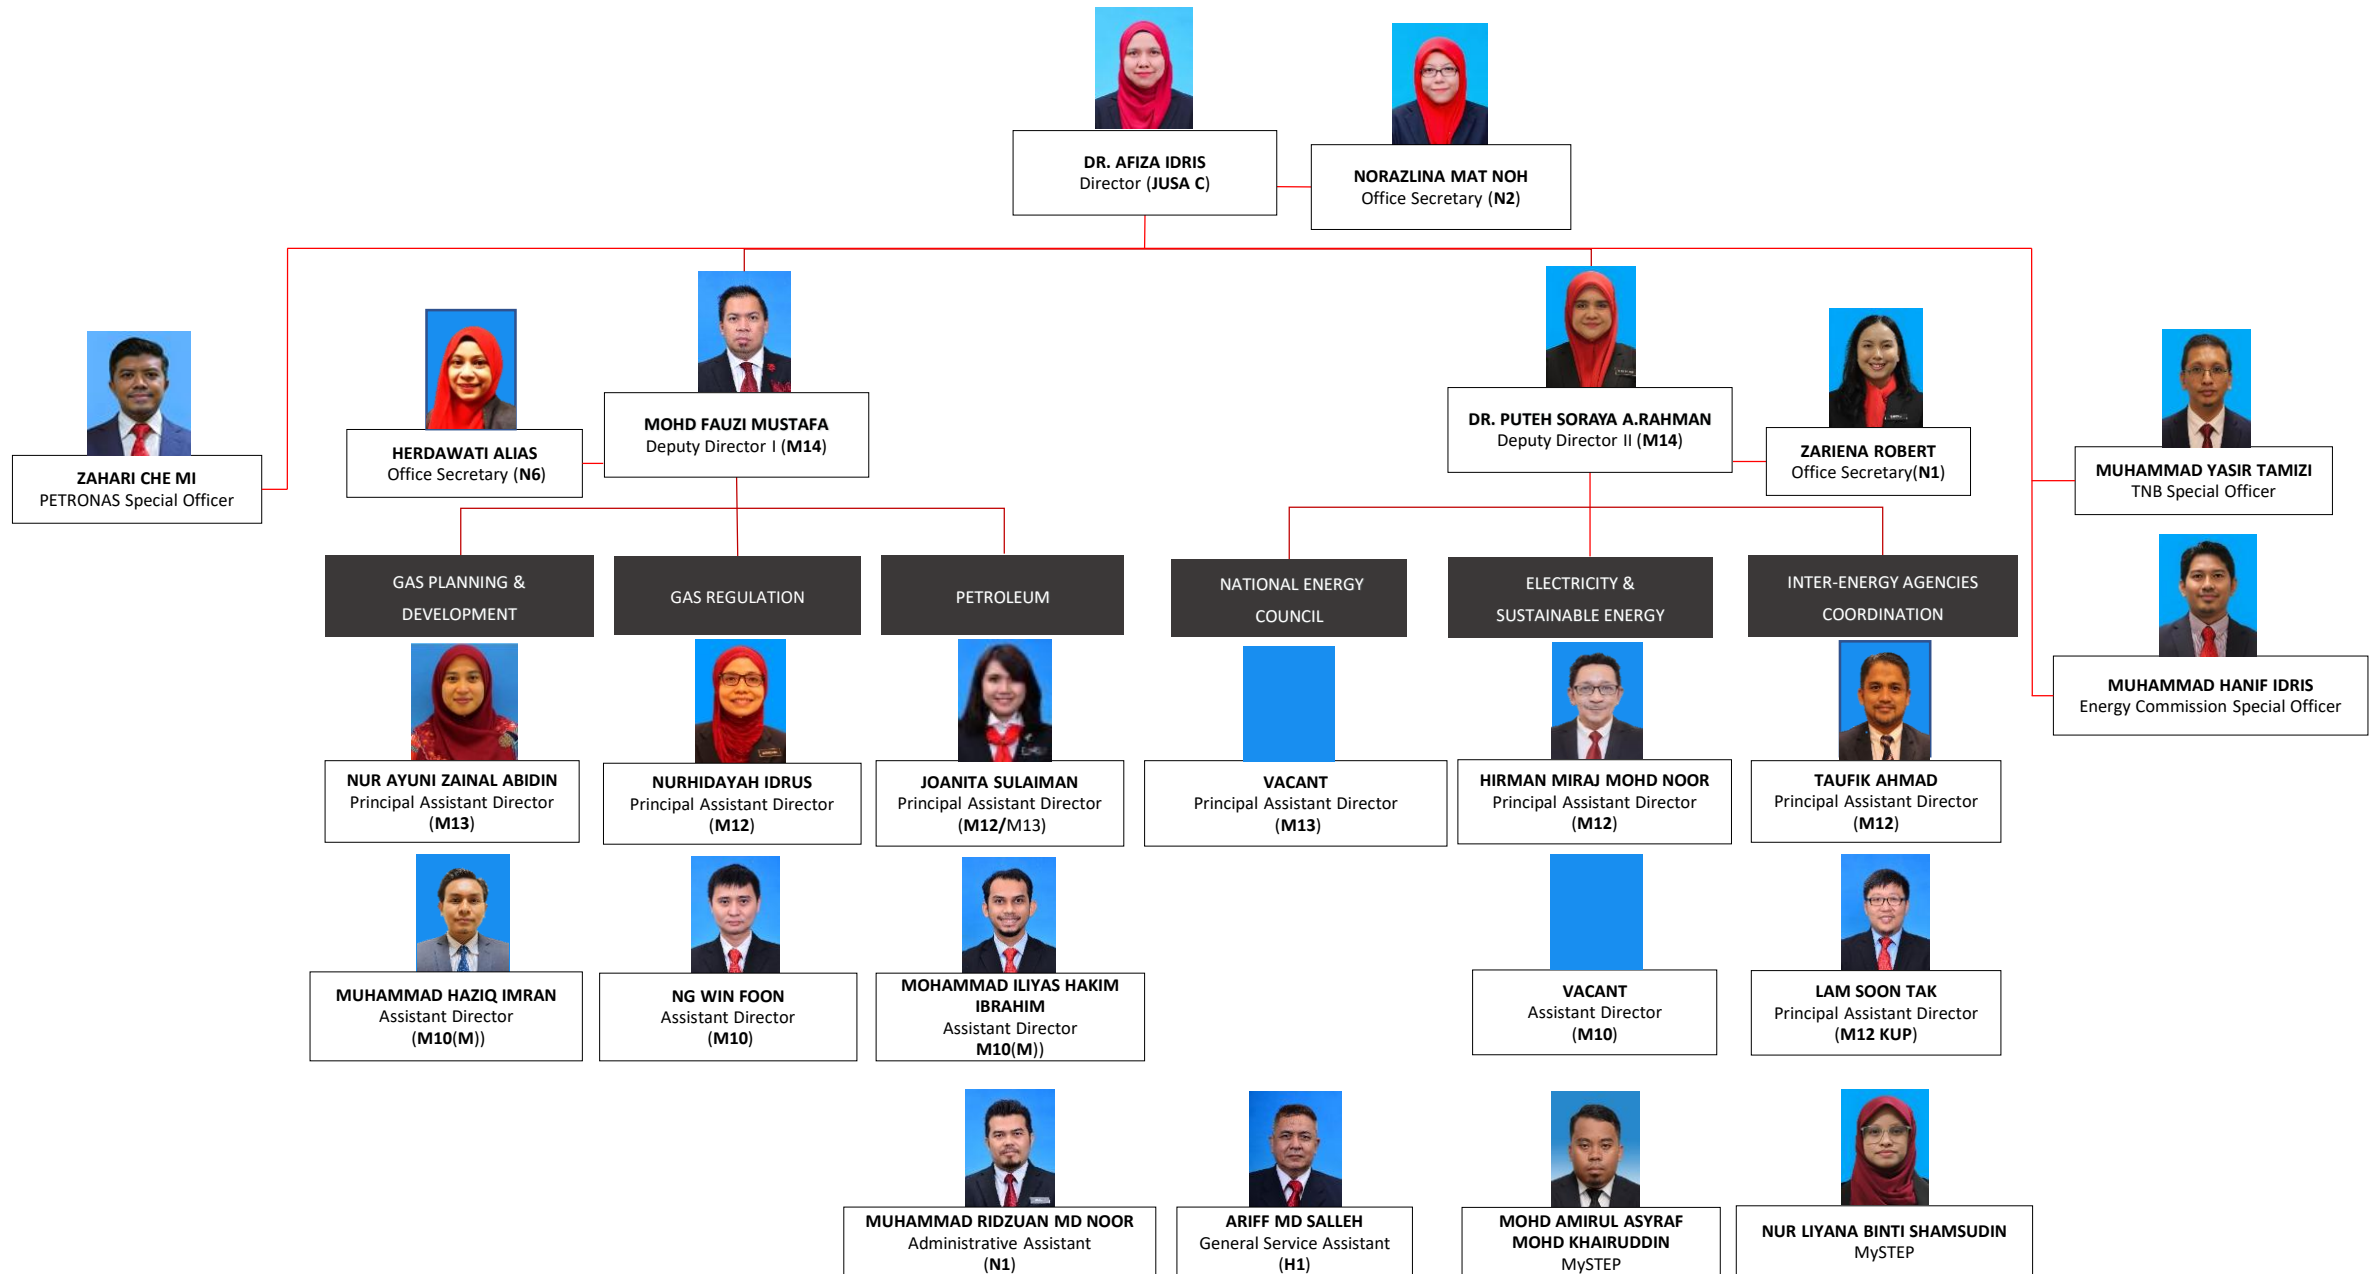 DR. AFIZA IDRIS
Director (JUSA C)
NORAZLINA MAT NOH
Office Secretary (N2)
ZAHARI CHE MI
PETRONAS Special Officer
HERDAWATI ALIAS
Office Secretary (N6)
MOHD FAUZI MUSTAFA
Deputy Director I (M14)
DR. PUTEH SORAYA A.RAHMAN
Deputy Director II (M14)
ZARIENA ROBERT
Office Secretary(N1)
MUHAMMAD YASIR TAMIZI
TNB Special Officer
MUHAMMAD HANIF IDRIS
Energy Commission Special Officer
GAS PLANNING &
DEVELOPMENT
GAS REGULATION
PETROLEUM
NATIONAL ENERGY
COUNCIL
ELECTRICITY &
SUSTAINABLE ENERGY
INTER-ENERGY AGENCIES
COORDINATION
NUR AYUNI ZAINAL ABIDIN
Principal Assistant Director
(M13)
NURHIDAYAH IDRUS
Principal Assistant Director
(M12)
JOANITA SULAIMAN
Principal Assistant Director
(M12/M13)
VACANT
Principal Assistant Director
(M13)
HIRMAN MIRAJ MOHD NOOR
Principal Assistant Director
(M12)
TAUFIK AHMAD
Principal Assistant Director
(M12)
MUHAMMAD HAZIQ IMRAN
Assistant Director
(M10(M))
NG WIN FOON
Assistant Director
(M10)
MOHAMMAD ILIYAS HAKIM
IBRAHIM
Assistant Director
M10(M))
VACANT
Assistant Director
(M10)
LAM SOON TAK
Principal Assistant Director
(M12 KUP)
MUHAMMAD RIDZUAN MD NOOR
Administrative Assistant
(N1)
ARIFF MD SALLEH
General Service Assistant
(H1)
MOHD AMIRUL ASYRAF
MOHD KHAIRUDDIN
MySTEP
NUR LIYANA BINTI SHAMSUDIN
MySTEP